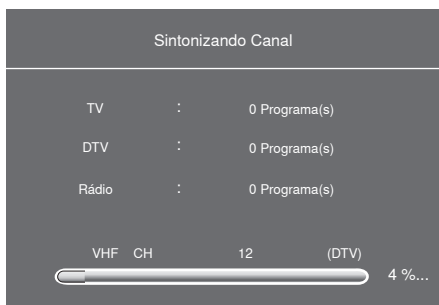 Sintonizando Canal
TV : 0 Programa(s)
DTV : 0 Programa(s)
Rádio : 0 Programa(s)
VHF CH 12 (DTV)
4 %...